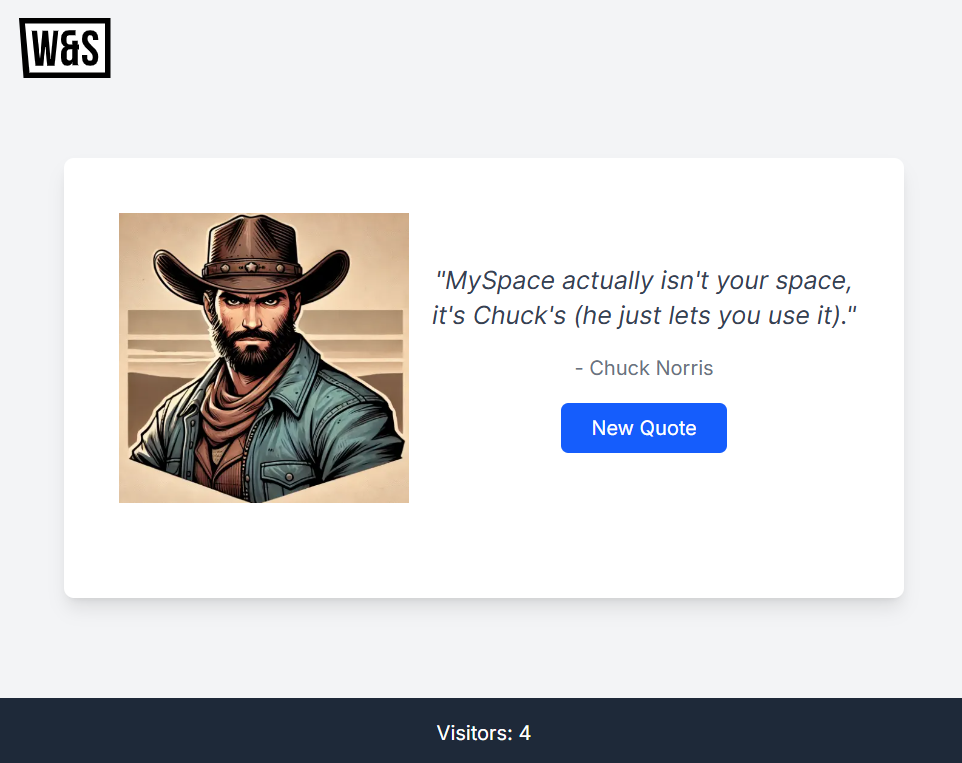 W&S
"MySpace actually isn't your space,
it's Chuck's (he just lets you use it)."
- Chuck Norris
New Quote
Visitors: 4